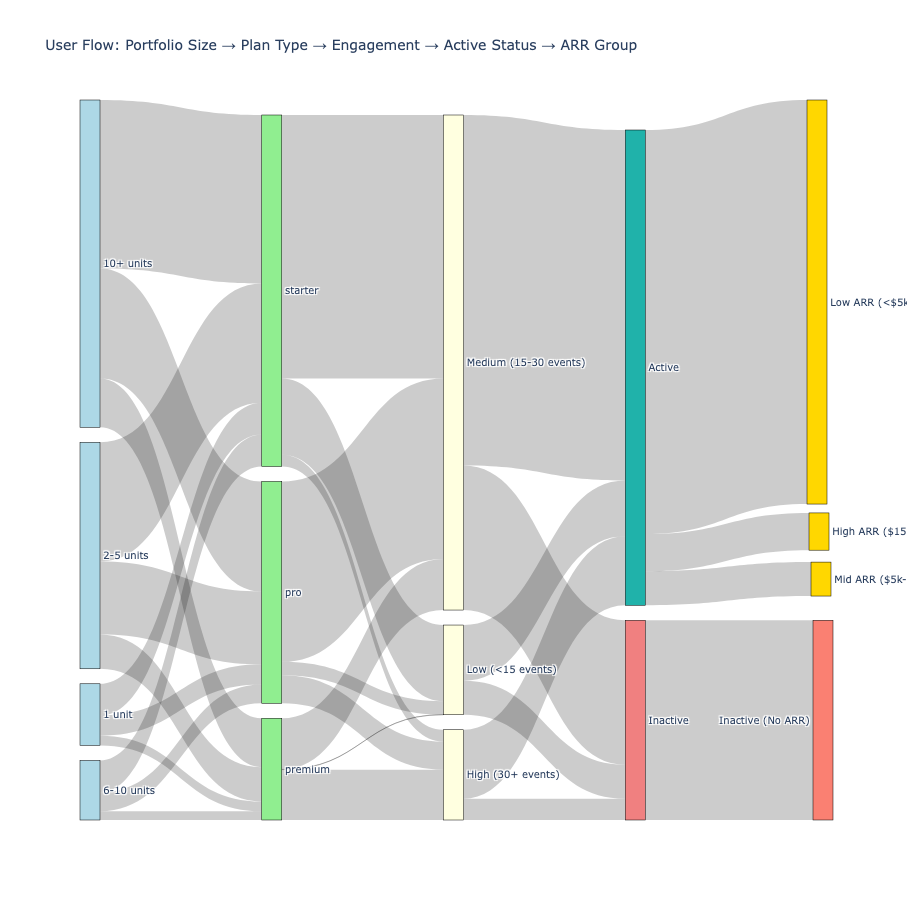 User Flow: Portfolio Size → Plan Type → Engagement → Active Status → ARR Group
10+ units
2-5 units
1 unit
6-10 units
starter
pro
premium
Medium (15-30 events)
Low (<15 events)
High (30+ events)
Active
Inactive
Low ARR (<$5k
High ARR ($15
Mid ARR ($5k-
Inactive (No ARR)